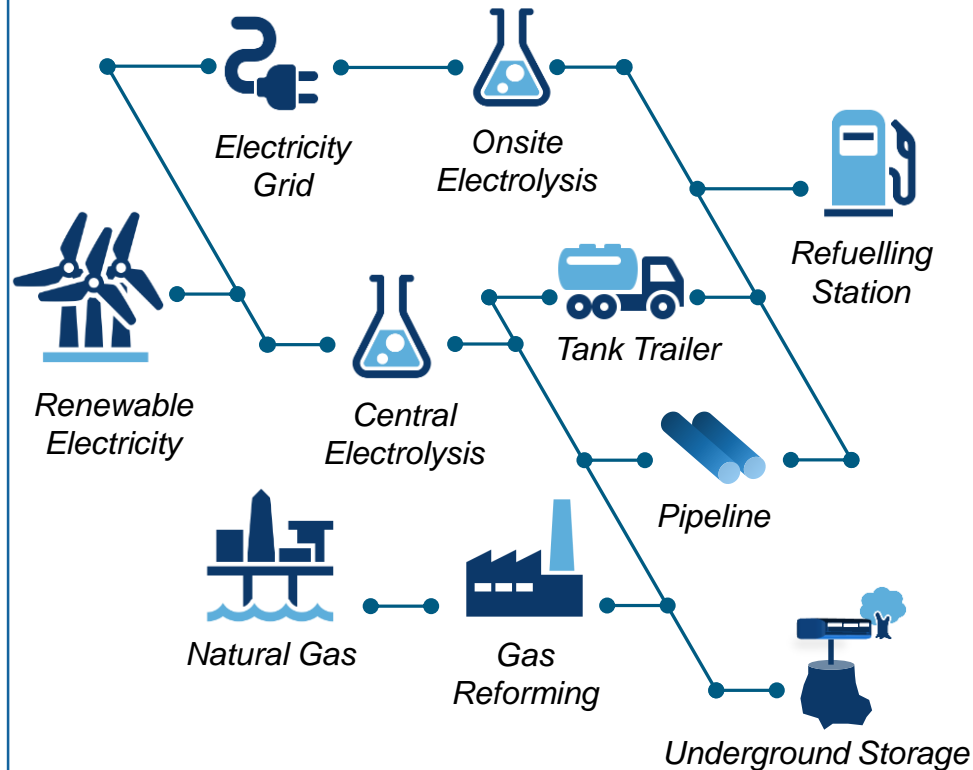 Electricity
Grid
Onsite
Electrolysis
Refuelling
Station
Tank Trailer
Renewable
Electricity
Central
Electrolysis
Pipeline
Natural Gas
Gas
Reforming
Underground Storage